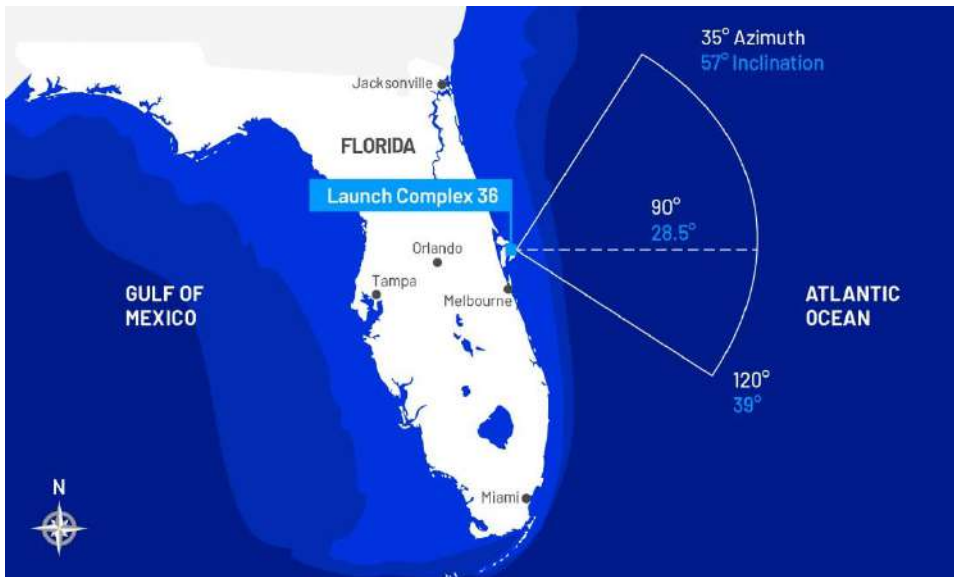 35° Azimuth
57° Inclination
Jacksonville
FLORIDA
Launch Complex 36
90°
28.5°
Orlando
Tampa
Melbourne
GULF OF
MEXICO
ATLANTIC
OCEAN
120°
39°
N
Miami